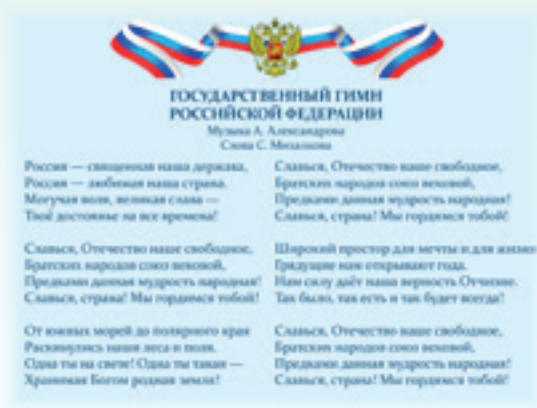 ГОСУДАРСТВЕННЫЙ ГИМН
РОССИЙСКОЙ ФЕДЕРАЦИИ
Музыка А. Александрова
Слова С. Михалкова
Россия — священная наша держава,
Россия — любимая наша страна.
Могучая воля, великая слава —
Твоё достоянье на все времена!
Славься, Отечество наше свободное,
Братских народов союз вековой,
Предками данная мудрость народная!
Славься, страна! Мы гордимся тобой!
От южных морей до полярного края
Раскинулись наши леса и поля.
Одна ты на свете! Одна ты такая —
Хранимая Богом родная земля!
Славься, Отечество наше свободное,
Братских народов союз вековой,
Предками данная мудрость народная!
Славься, страна! Мы гордимся тобой!
Широкий простор для мечты и для жизни
Грядущие нам открывают года.
Нам силу даёт наша верность Отчизне.
Так было, так есть и так будет всегда!
Славься, Отечество наше свободное,
Братских народов союз вековой,
Предками данная мудрость народная!
Славься, страна! Мы гордимся тобой!